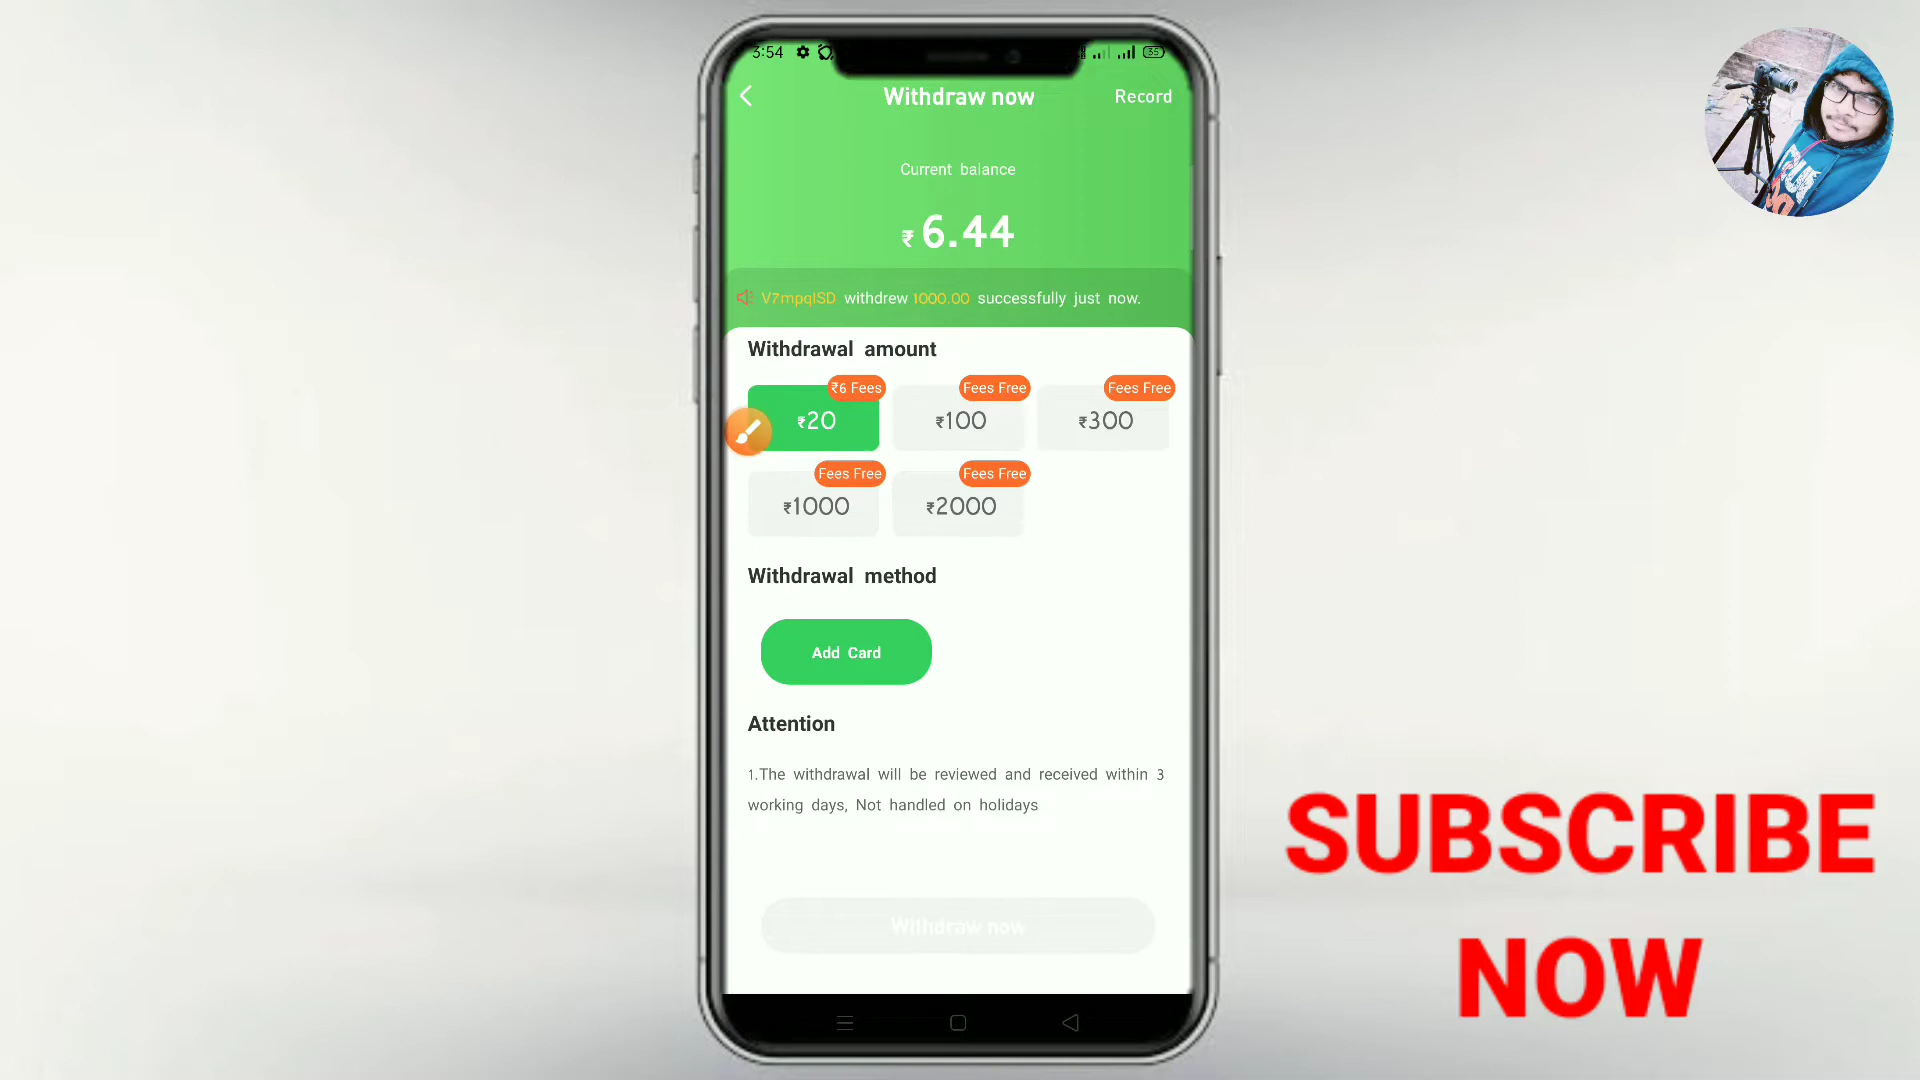 3:54
35
Withdraw now
Record
Current balance
₹6.44
V7mpqISD withdrew 1000.00 successfully just now.
Withdrawal amount
₹6 Fees
Fees Free
Fees Free
₹20
₹100
₹300
Fees Free
Fees Free
₹1000
₹2000
Withdrawal method
Add Card
Attention
1.The withdrawal will be reviewed and received within 3
working days, Not handled on holidays
Withdraw now
SUBSCRIBE
NOW